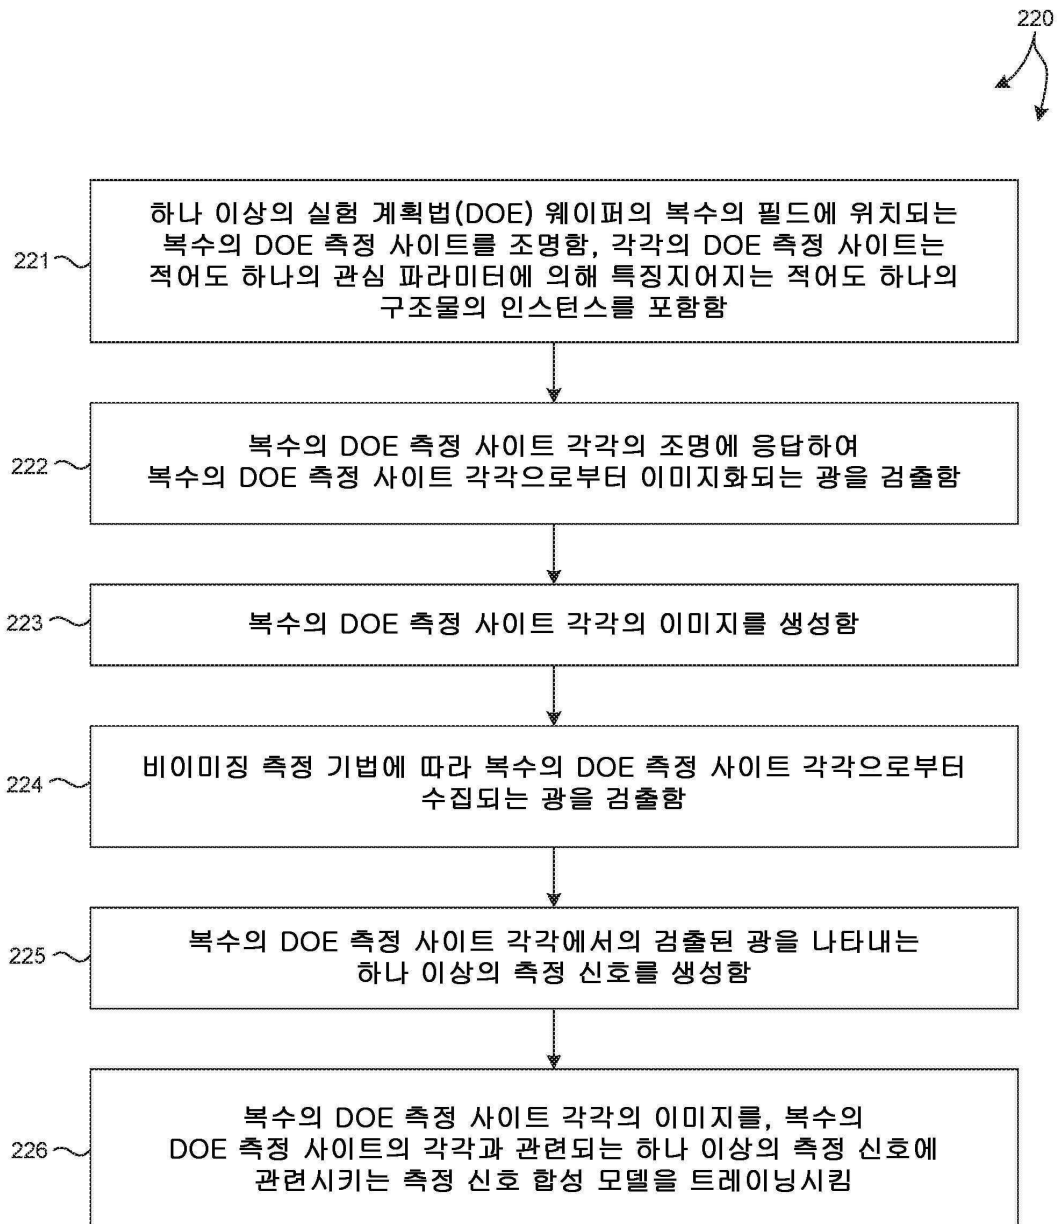 220
221
하나 이상의 실험 계획법(DOE) 웨이퍼의 복수의 필드에 위치되는
복수의 DOE 측정 사이트를 조명함, 각각의 DOE 측정 사이트는
적어도 하나의 관심 파라미터에 의해 특징지어지는 적어도 하나의
구조물의 인스턴스를 포함함
222
복수의 DOE 측정 사이트 각각의 조명에 응답하여
복수의 DOE 측정 사이트 각각으로부터 이미지화되는 광을 검출함
223
복수의 DOE 측정 사이트 각각의 이미지를 생성함
224
비이미징 측정 기법에 따라 복수의 DOE 측정 사이트 각각으로부터
수집되는 광을 검출함
225
복수의 DOE 측정 사이트 각각에서의 검출된 광을 나타내는
하나 이상의 측정 신호를 생성함
226
복수의 DOE 측정 사이트 각각의 이미지를, 복수의
DOE 측정 사이트의 각각과 관련되는 하나 이상의 측정 신호에
관련시키는 측정 신호 합성 모델을 트레이닝시킴